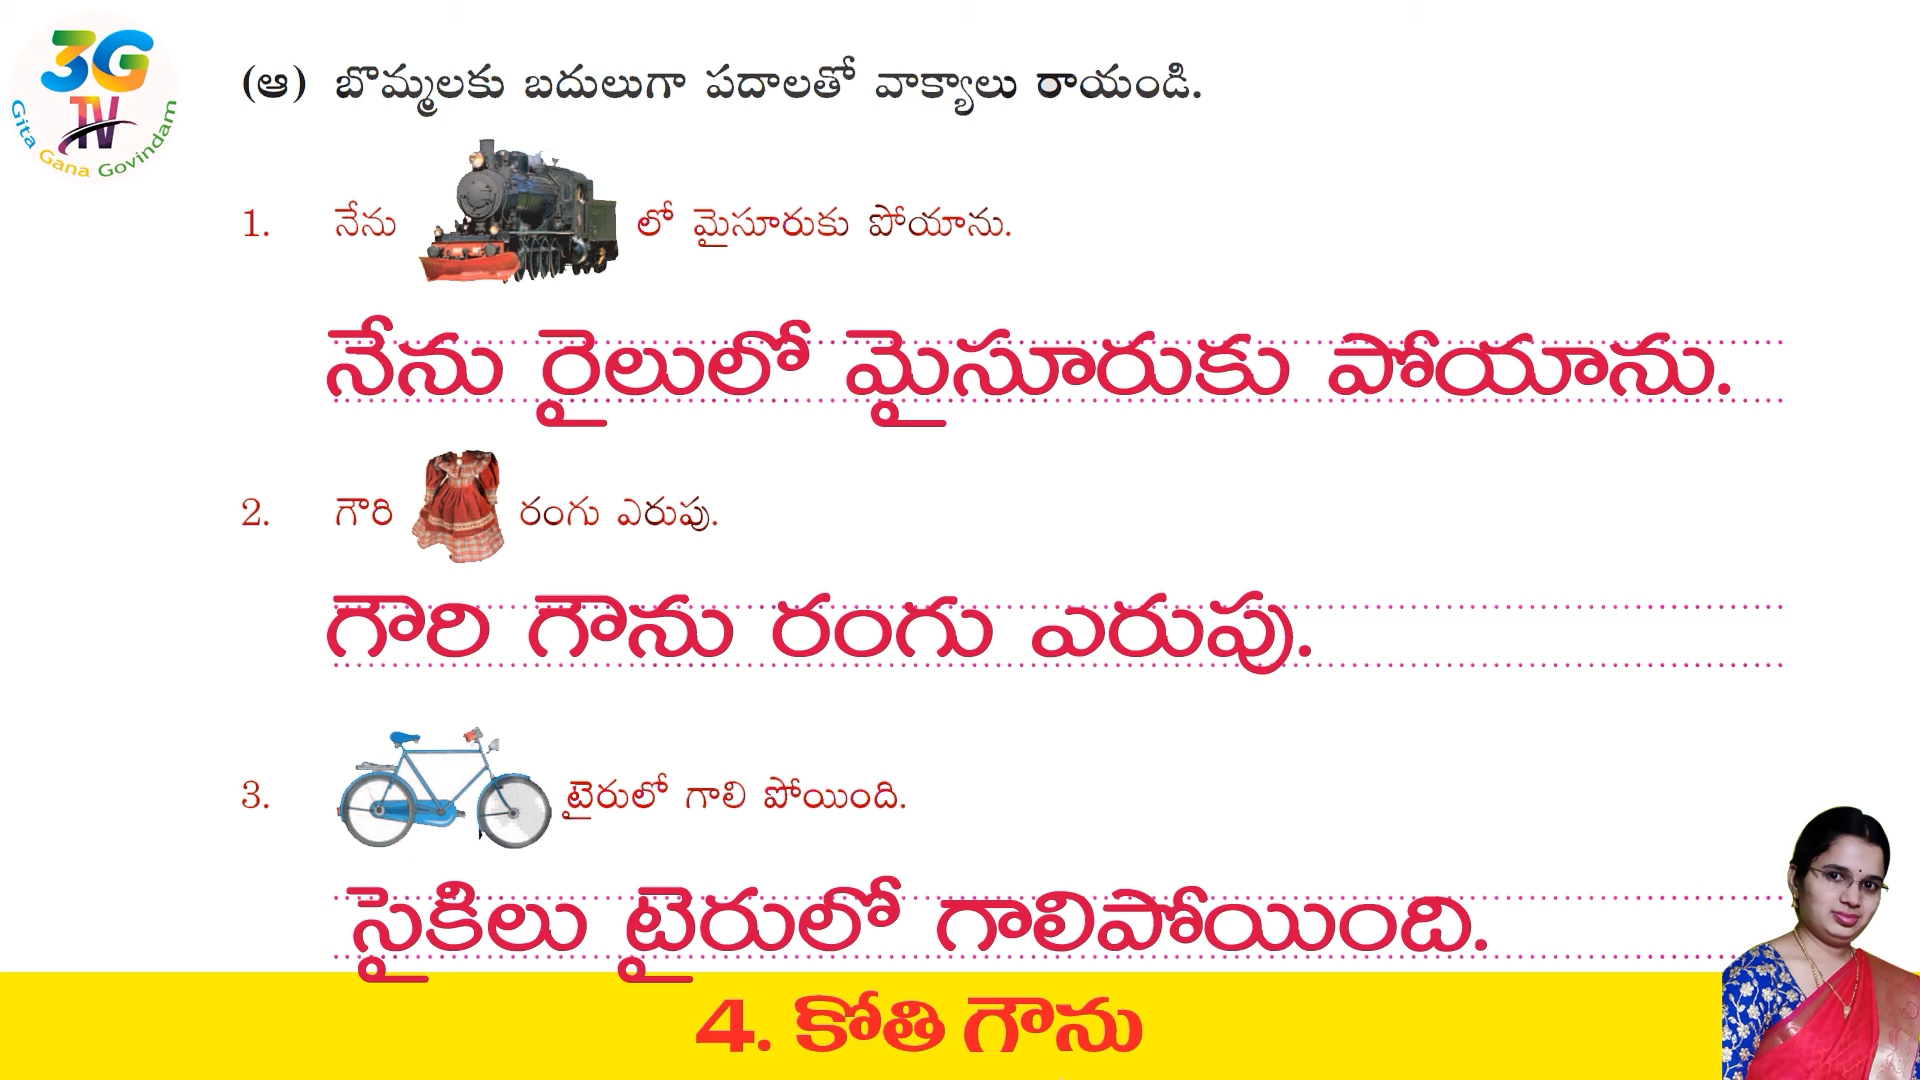 3G
TV
Gita Gana Govindam
(ఆ) బొమ్మలకు బదులుగా పదాలతో వాక్యాలు రాయండి.
1. నేను లో మైసూరుకు పోయాను.
నేను రైలులో మైసూరుకు పోయాను.
2. గౌరి రంగు ఎరుపు.
గౌరి గౌను రంగు ఎరుపు.
3. టైరులో గాలి పోయింది.
సైకిలు టైరులో గాలిపోయింది.
4. కోతి గౌను